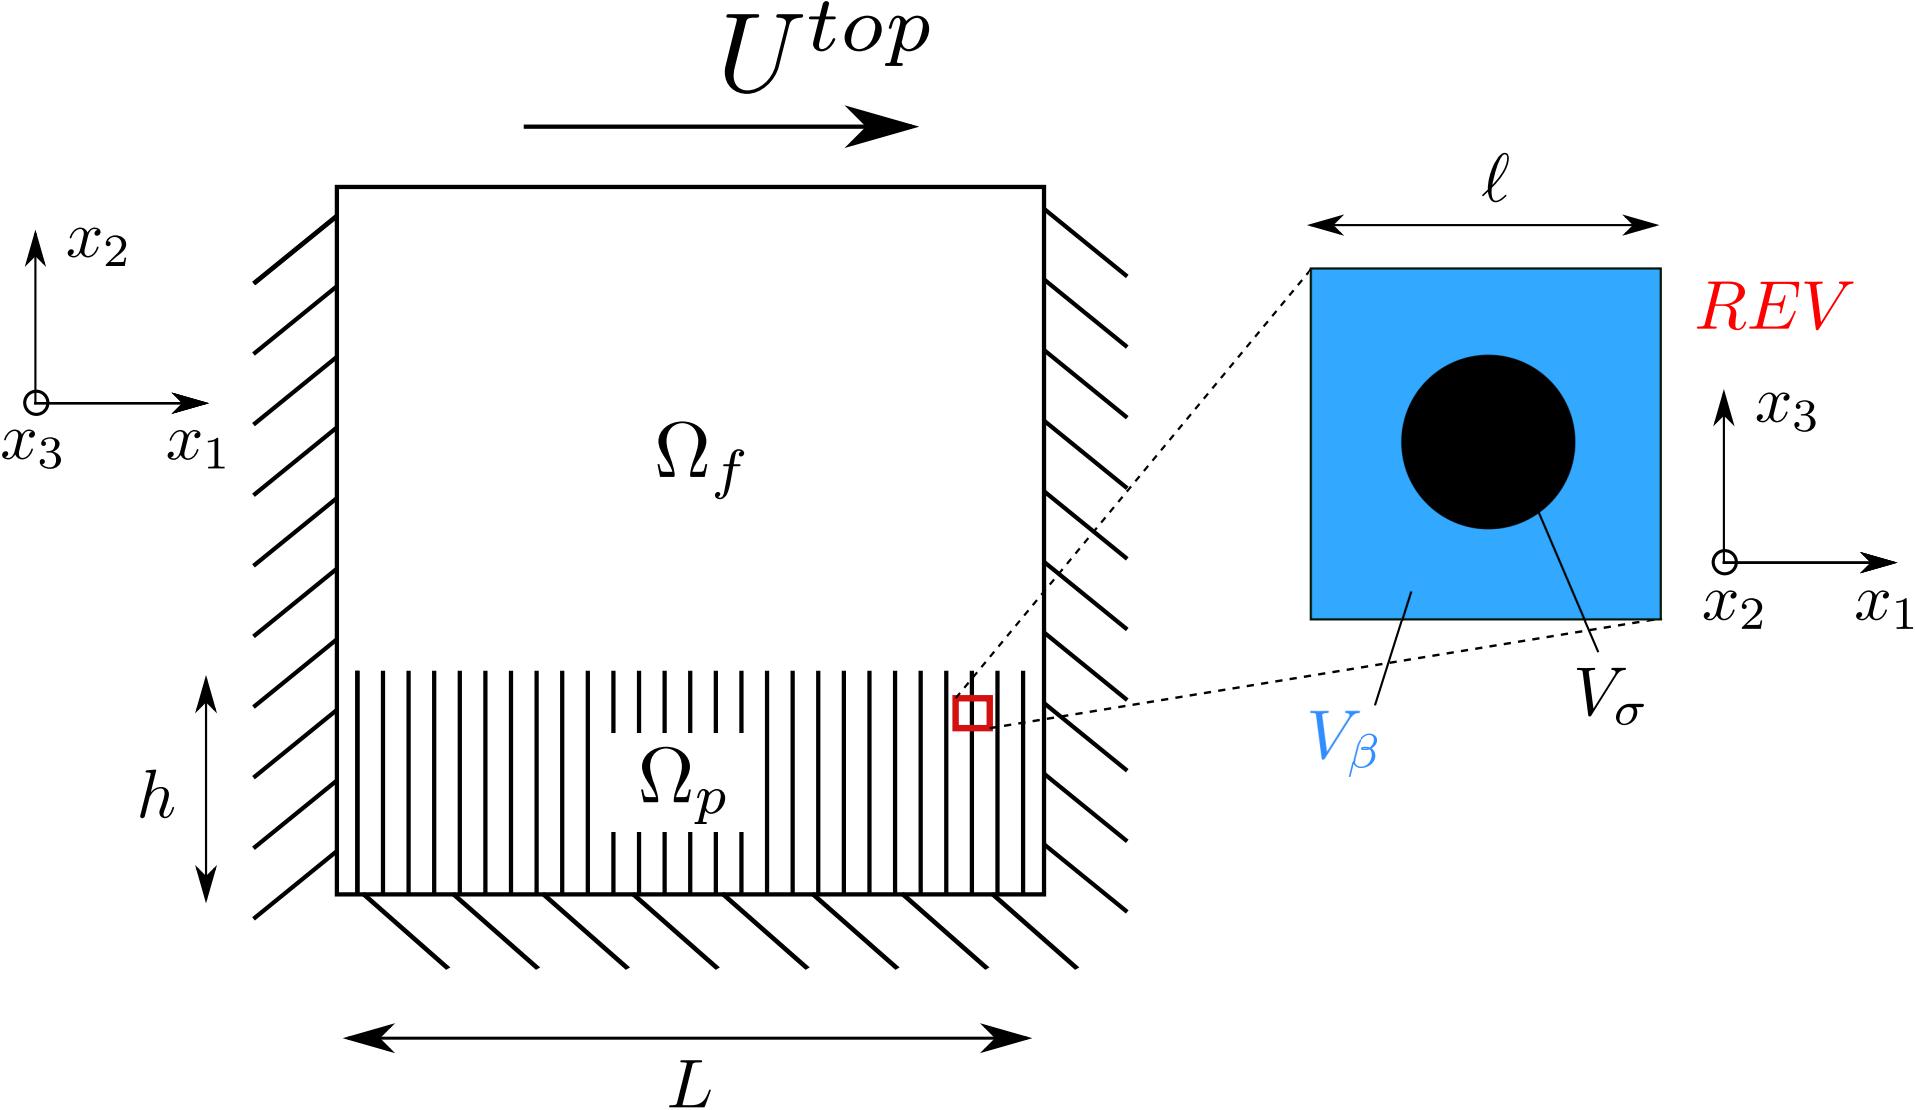 U^{top}
ℓ
x_2
REV
x_3
x_3
x_1
Ω_f
x_2
x_1
V_σ
V_β
h
Ω_p
L